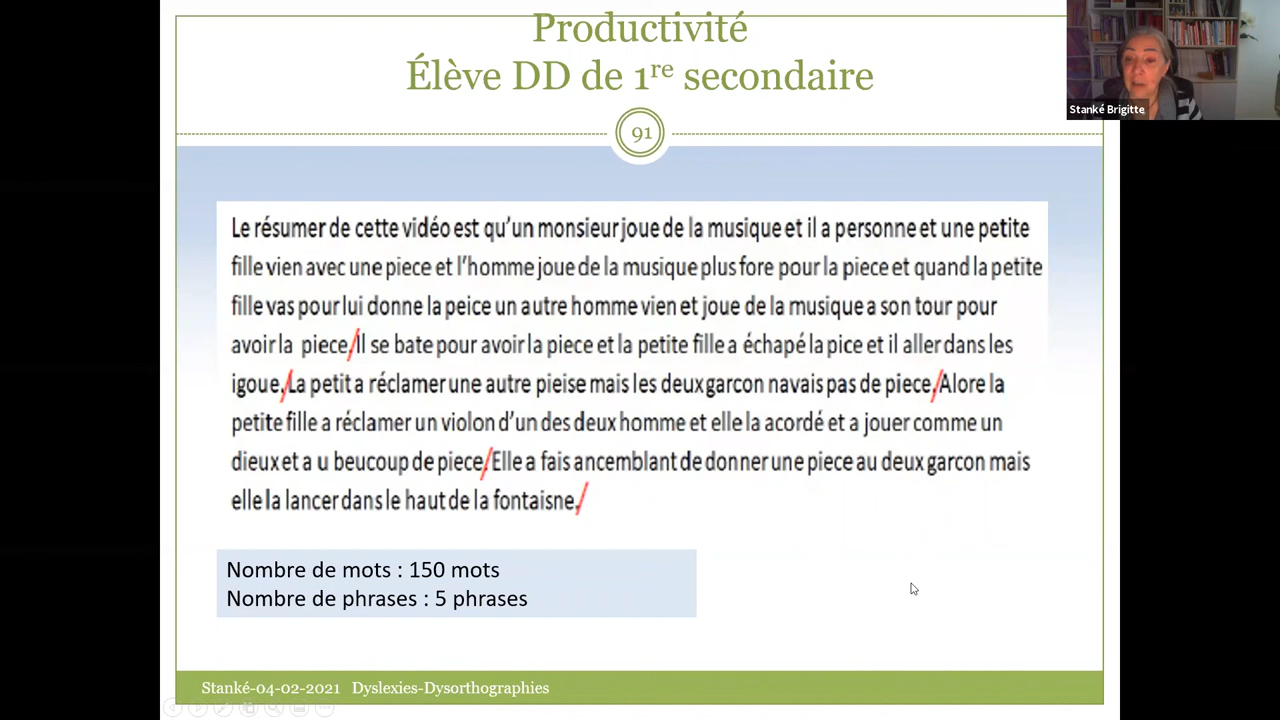 Productivité
Élève DD de 1re secondaire
Stanké Brigitte
91
Le résumer de cette vidéo est qu'un monsieur joue de la musique et il a personne et une petite
fille vien avec une piece et l'homme joue de la musique plus fore pour la piece et quand la petite
fille vas pour lui donne la peice un autre homme vien et joue de la musique a son tour pour
avoir la piece./Il se bate pour avoir la piece et la petite fille a échapé la pice et il aller dans les
igoue./La petit a réclamer une autre pieise mais les deux garcon navais pas de piece./Alore la
petite fille a réclamer un violon d'un des deux homme et elle la acordé et a jouer comme un
dieux et a u beucoup de piece./Elle a fais ancemblant de donner une piece au deux garcon mais
elle la lancer dans le haut de la fontaisne./
Nombre de mots : 150 mots
Nombre de phrases : 5 phrases
Stanké-04-02-2021 Dyslexies-Dysorthographies